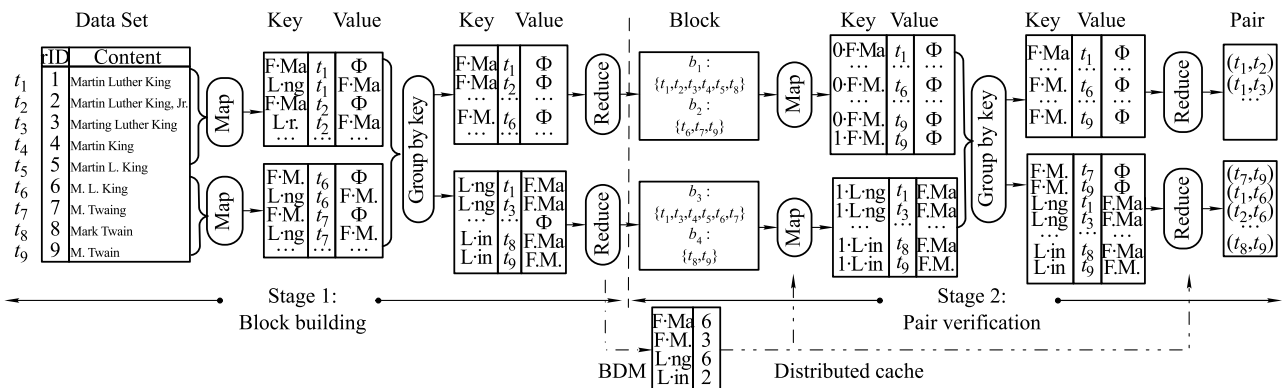 Data Set
Key Value
Key Value
Block
Key Value
Key Value
Pair
rID Content
t1 1 Martin Luther King
t2 2 Martin Luther King, Jr.
t3 3 Marting Luther King
t4 4 Martin King
t5 5 Martin L. King
t6 6 M. L. King
t7 7 M. Twaing
t8 8 Mark Twain
t9 9 M. Twain
Map
Map
F·Ma t1 Φ
L·ng t1 F·Ma
F·Ma t2 Φ
L·r. t2 F·Ma
... ... ...
F·M. t6 Φ
L·ng t6 F·M.
F·M. t7 Φ
L·ng t7 F·M.
... ... ...
Group by key
F·Ma t1 Φ
F·Ma t2 Φ
... ... ...
F·M. t6 Φ
... ... ...
L·ng t1 F.Ma
L·ng t3 F.Ma
... ... Φ
L·in t8 F.Ma
L·in t9 F.M.
Reduce
Reduce
b1 :
{t1,t2,t3,t4,t5,t8}
b2 :
{t6,t7,t9}
b3 :
{t1,t3,t4,t5,t6,t7}
b4 :
{t8,t9}
Map
Map
0·F·Ma t1 Φ
... ... ...
0·F·M. t6 Φ
... ... ...
0·F·M. t9 Φ
1·F·M. t9 Φ
1·L·ng t1 F.Ma
1·L·ng t3 F.Ma
... ... ...
1·L·in t8 F·Ma
1·L·in t9 F.M.
Group by key
F·Ma t1 Φ
... ... ...
F·M. t6 Φ
... ... ...
F·M. t9 Φ
F·M. t7 Φ
F·M. t9 Φ
L·ng t1 F.Ma
L·ng t3 F.Ma
... ... ...
L·in t8 F·Ma
L·in t9 F.M.
Reduce
Reduce
(t1,t2)
(t1,t3)
...
(t7,t9)
(t1,t6)
(t2,t6)
...
(t8,t9)
Stage 1:
Block building
Stage 2:
Pair verification
BDM
F·Ma 6
F·M. 3
L·ng 6
L·in 2
Distributed cache